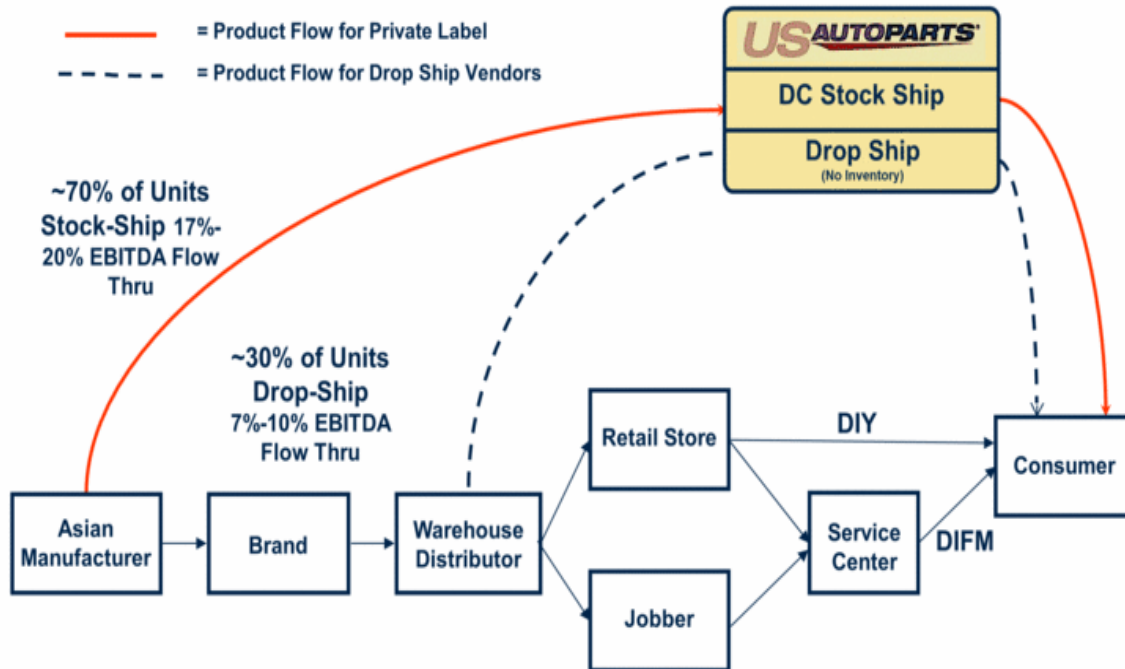 = Product Flow for Private Label
= Product Flow for Drop Ship Vendors
US AUTOPARTS
DC Stock Ship
Drop Ship
(No Inventory)
~70% of Units
Stock-Ship 17%-
20% EBITDA Flow
Thru
~30% of Units
Drop-Ship
7%-10% EBITDA
Flow Thru
Retail Store
DIY
Consumer
Asian
Manufacturer
Brand
Warehouse
Distributor
Service
Center
DIFM
Jobber